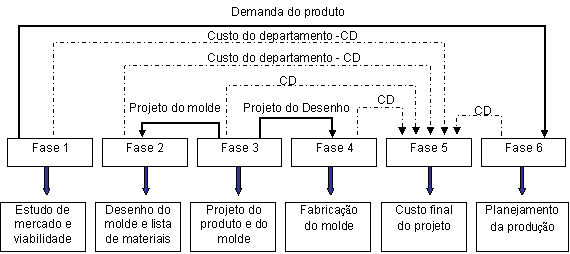 Demanda do produto
Custo do departamento -CD
Custo do departamento - CD
CD
Projeto do molde
Projeto do Desenho
CD
CD
Fase 1
Fase 2
Fase 3
Fase 4
Fase 5
Fase 6
Estudo de
mercado e
viabilidade
Desenho do
molde e lista
de materiais
Projeto do
produto e do
molde
Fabricação
do molde
Custo final
do projeto
Planejamento
da produção